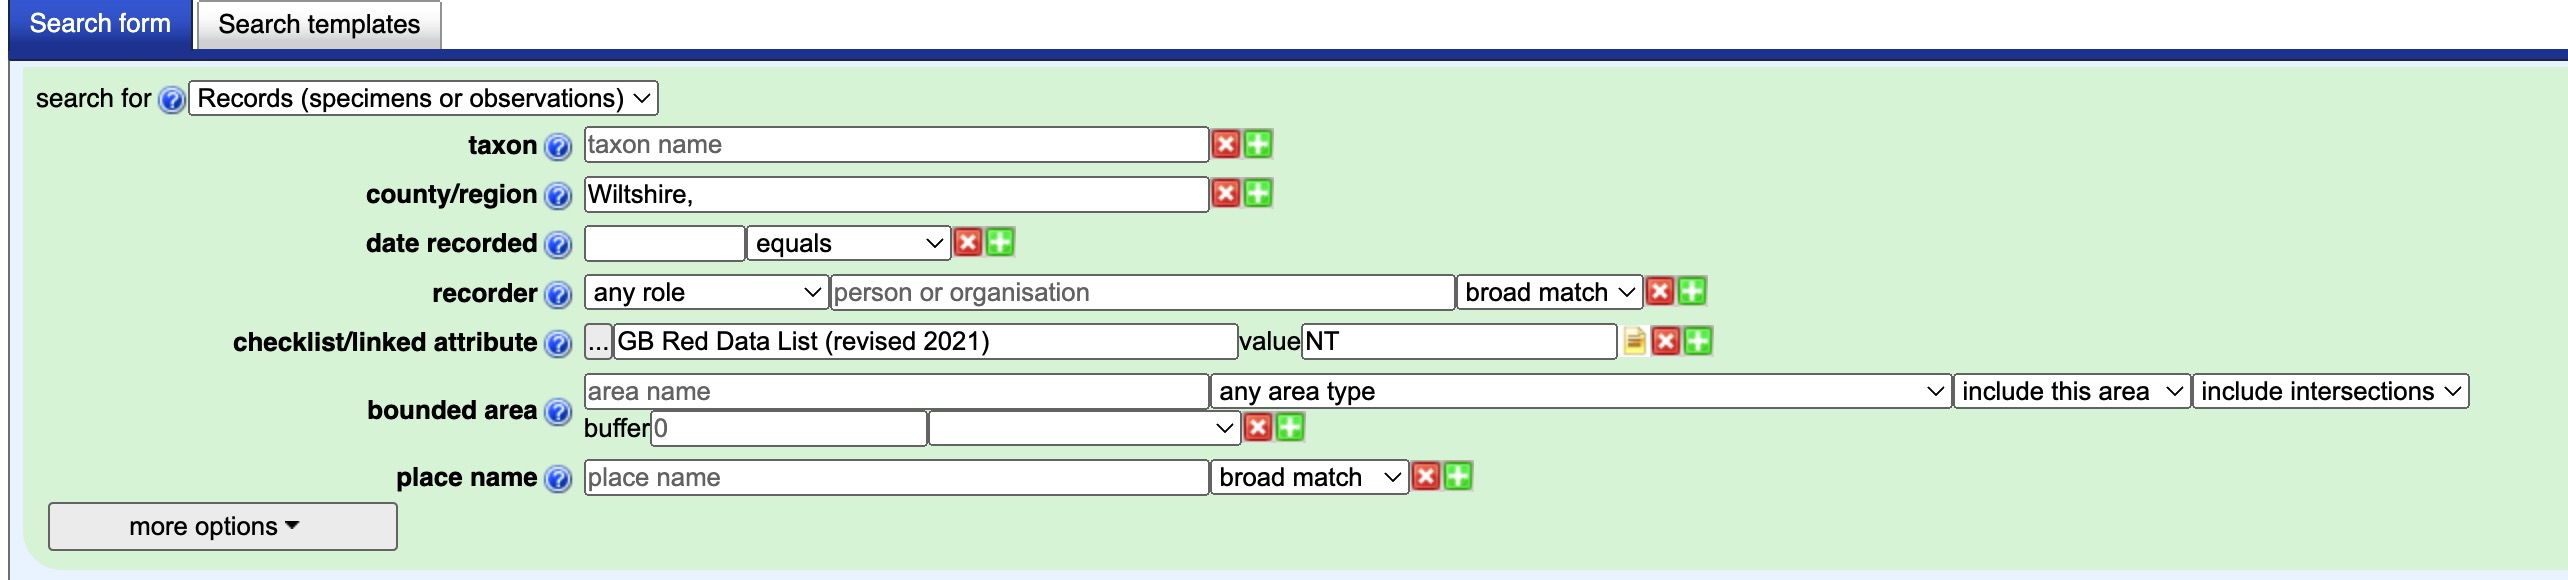 Search form Search templates
search for ? Records (specimens or observations)
taxon ? taxon name
county/region ? Wiltshire,
date recorded ? equals
recorder ? any role person or organisation broad match
checklist/linked attribute ? ... GB Red Data List (revised 2021) value NT
bounded area ? area name any area type include this area include intersections
buffer 0
place name ? place name broad match
more options